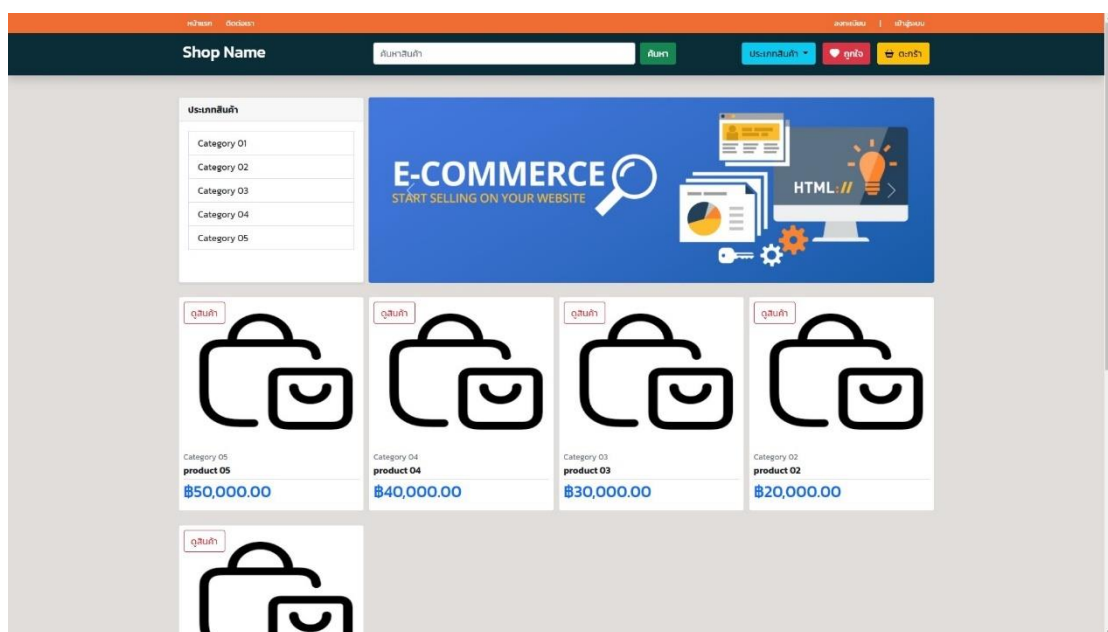 หน้าแรก ติดต่อเรา ลงทะเบียน | เข้าสู่ระบบ
Shop Name ค้นหาสินค้า ค้นหา ประเภทสินค้า ถูกใจ ตะกร้า
ประเภทสินค้า
Category 01
Category 02
Category 03
Category 04
Category 05
E-COMMERCE
START SELLING ON YOUR WEBSITE
HTML://
ดูสินค้า ดูสินค้า ดูสินค้า ดูสินค้า
Category 05 Category 04 Category 03 Category 02
product 05 product 04 product 03 product 02
฿50,000.00 ฿40,000.00 ฿30,000.00 ฿20,000.00
ดูสินค้า